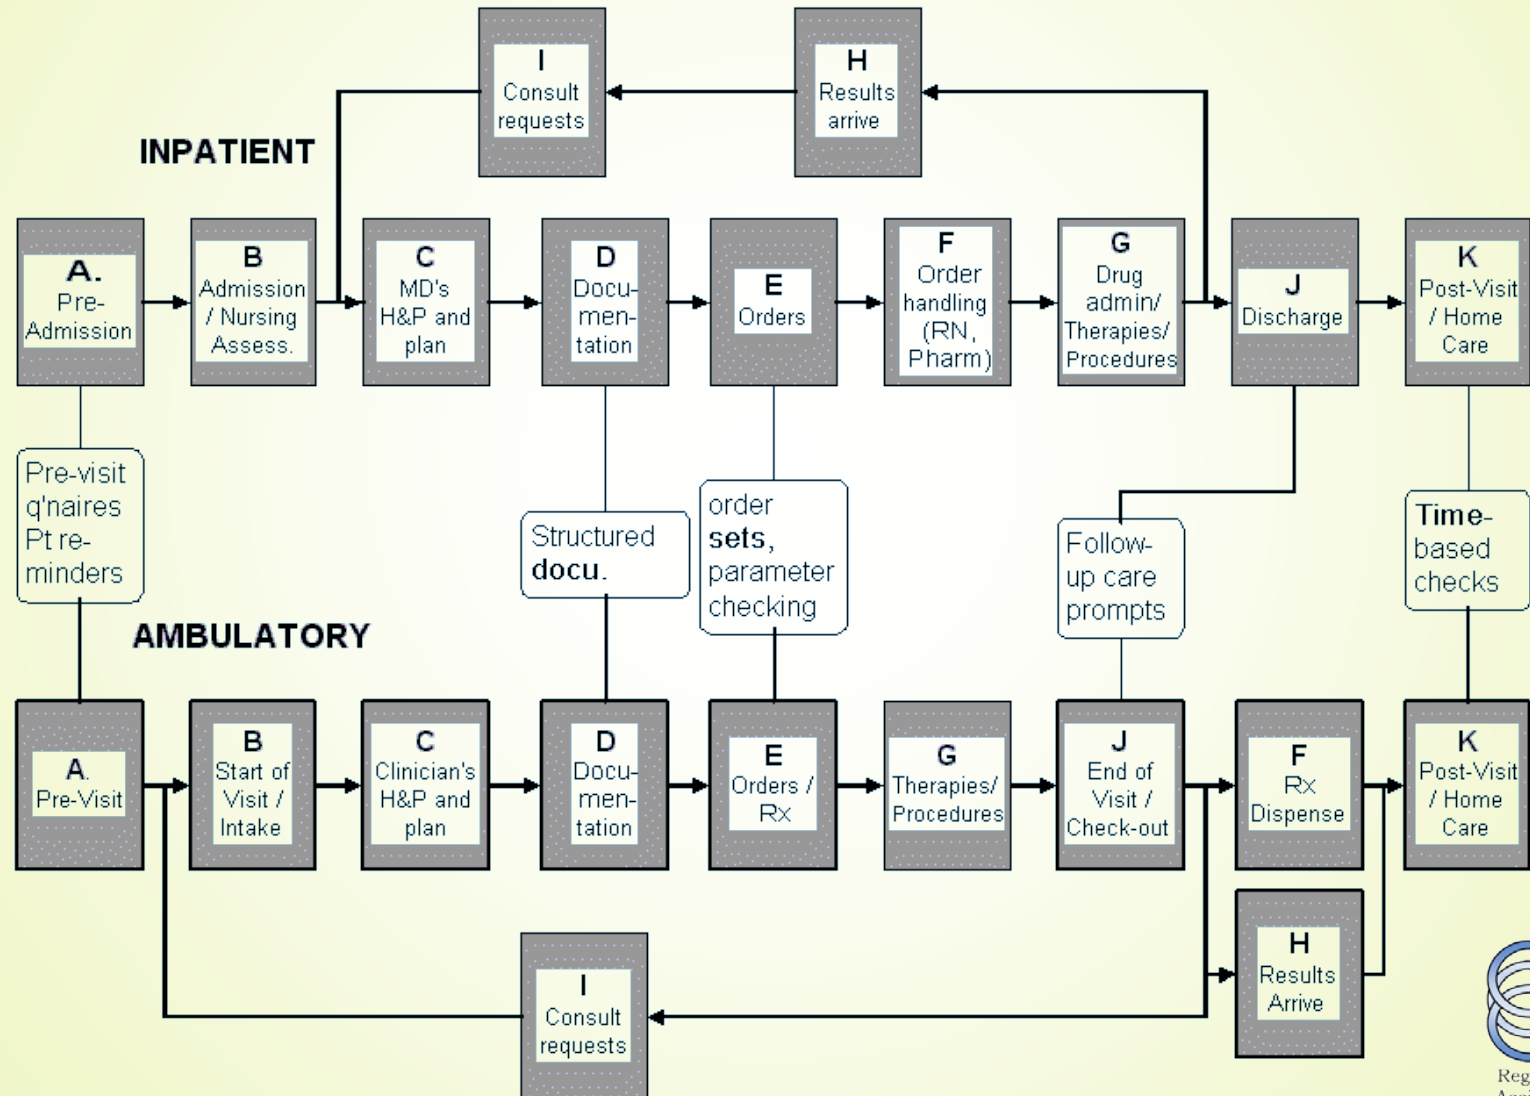 I
Consult
requests
H
Results
arrive
INPATIENT
A.
Pre-
Admission
B
Admission
/ Nursing
Assess.
C
MD's
H&P and
plan
D
Docu-
men-
tation
E
Orders
F
Order
handling
(RN,
Pharm)
G
Drug
admin/
Therapies/
Procedures
J
Discharge
K
Post-Visit
/ Home
Care
Pre-visit
q'naires
Pt re-
minders
Structured
docu.
order
sets,
parameter
checking
Follow-
up care
prompts
Time-
based
checks
AMBULATORY
A.
Pre-Visit
B
Start of
Visit /
Intake
C
Clinician's
H&P and
plan
D
Docu-
men-
tation
E
Orders /
Rx
G
Therapies/
Procedures
J
End of
Visit /
Check-out
F
Rx
Dispense
K
Post-Visit
/ Home
Care
I
Consult
requests
H
Results
Arrive
Reg